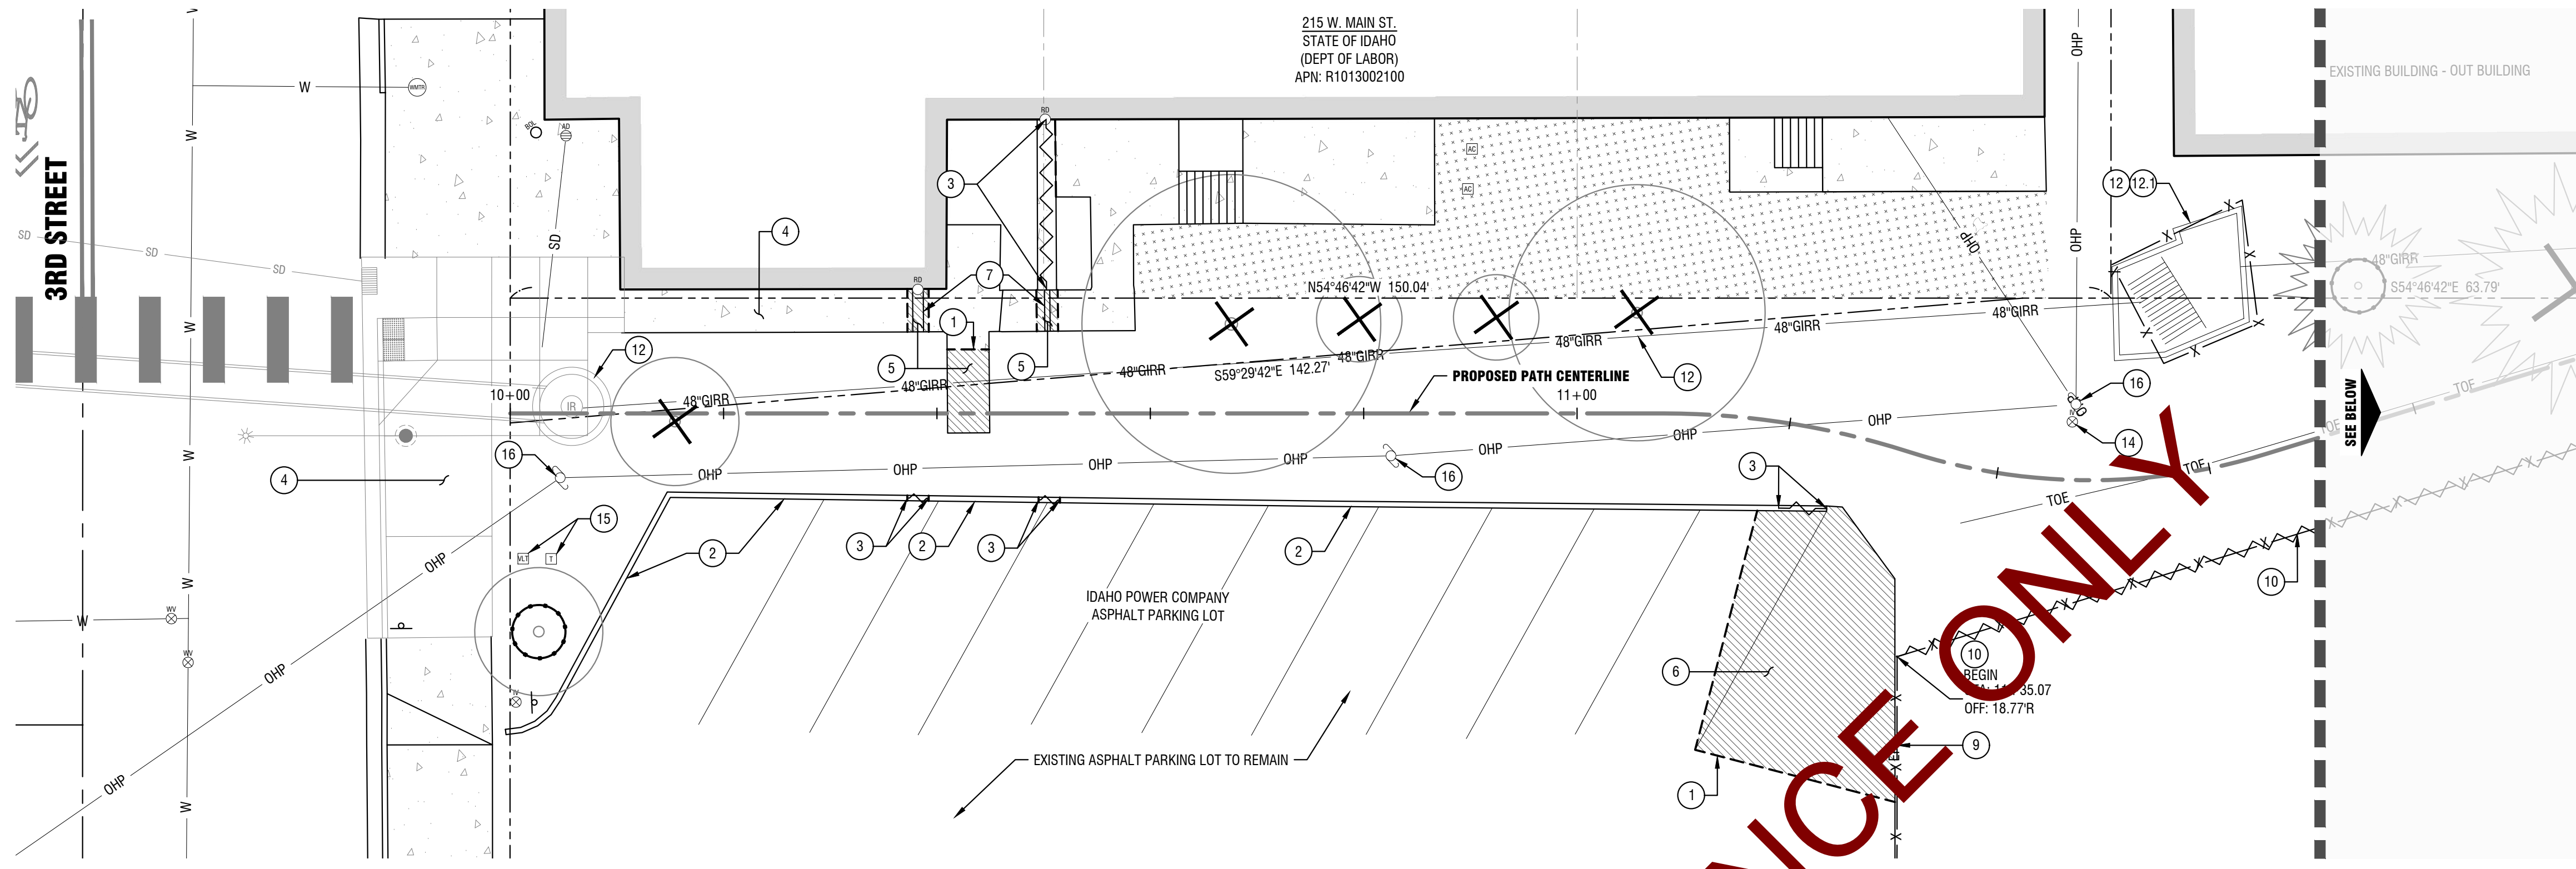 215 W. MAIN ST.
STATE OF IDAHO
(DEPT OF LABOR)
APN: R1013002100
EXISTING BUILDING - OUT BUILDING
3RD STREET
W
W
W
W
W
W
W
W
WMTR
BOL
AD
SD
SD
SD
SD
RD
RD
AC
AC
OHP
OHP
OHP
3
4
7
1
5
5
12
12
12.1
12
N54°46'42"W 150.04'
S59°29'42"E 142.27'
S54°46'42"E 63.79'
48"GIRR
48"GIRR
48"GIRR
48"GIRR
48"GIRR
48"GIRR
48"GIRR
48"GIRR
IR
10+00
PROPOSED PATH CENTERLINE
11+00
16
14
TOE
TOE
TOE
TOE
SEE BELOW
4
16
16
OHP
OHP
OHP
OHP
OHP
OHP
OHP
OHP
OHP
OHP
3
15
VLT
T
2
3
2
3
2
10
IDAHO POWER COMPANY
ASPHALT PARKING LOT
WV
WV
IV
6
10
BEGIN
35.07
OFF: 18.77'R
9
1
EXISTING ASPHALT PARKING LOT TO REMAIN
ONLY